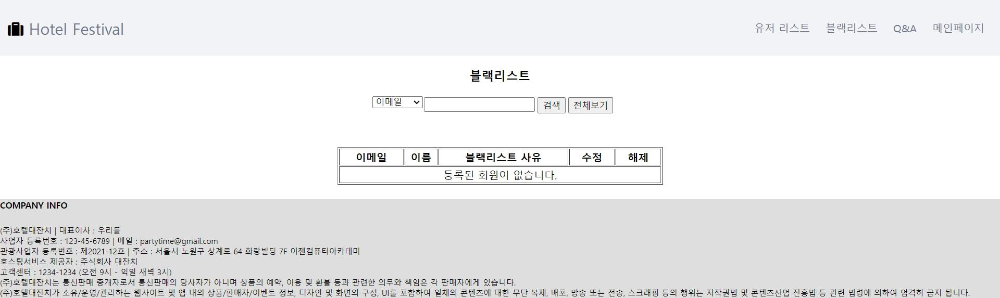 Hotel Festival
유저 리스트 블랙리스트 Q&A 메인페이지
블랙리스트
이메일 검색 전체보기
이메일 이름 블랙리스트 사유 수정 해제
등록된 회원이 없습니다.
COMPANY INFO
(주)호텔대잔치 | 대표이사 : 우리들
사업자 등록번호 : 123-45-6789 | 메일 : partytime@gmail.com
관광사업자 등록번호 : 제2021-12호 | 주소 : 서울시 노원구 상계로 64 화랑빌딩 7F 이젠컴퓨터아카데미
호스팅서비스 제공자 : 주식회사 대잔치
고객센터 : 1234-1234 (오전 9시 - 익일 새벽 3시)
(주)호텔대잔치는 통신판매 중개자로서 통신판매의 당사자가 아니며 상품의 예약, 이용 및 환불 등과 관련한 의무와 책임은 각 판매자에게 있습니다.
(주)호텔대잔치가 소유/운영/관리하는 웹사이트 및 앱 내의 상품/판매자/이벤트 정보, 디자인 및 화면의 구성, UI를 포함하여 일체의 콘텐츠에 대한 무단 복제, 배포, 방송 또는 전송, 스크래핑 등의 행위는 저작권법 및 콘텐츠산업 진흥법 등 관련 법령에 의하여 엄격히 금지 됩니다.